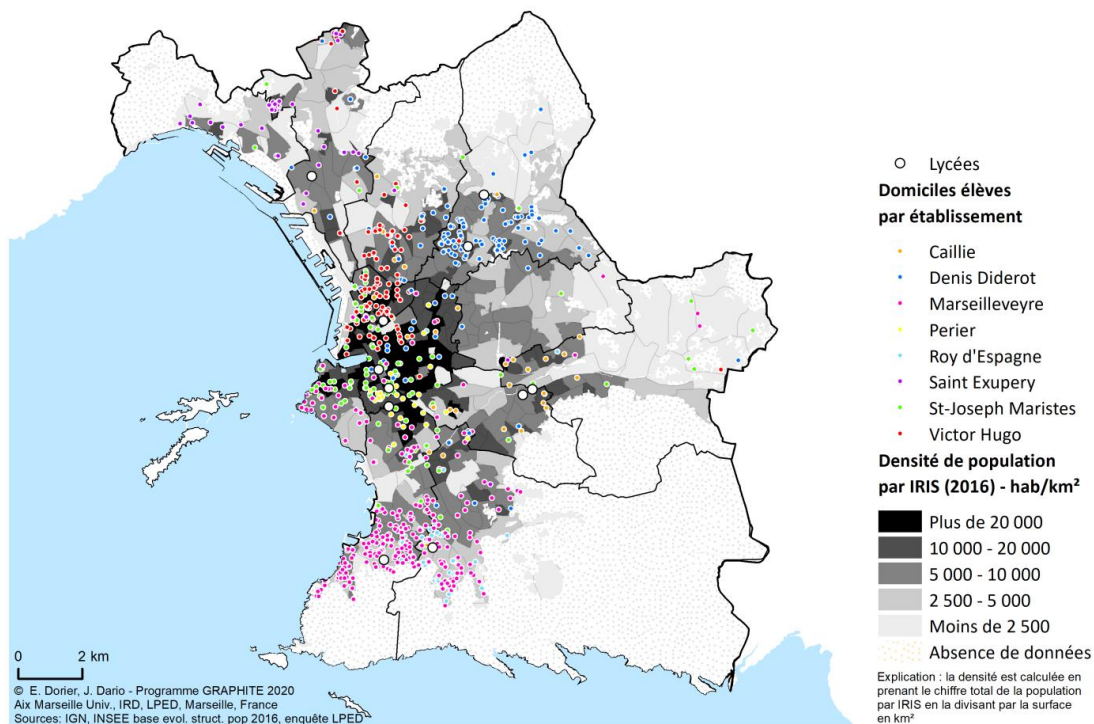 Lycées
Domiciles élèves
par établissement
Caillie
Denis Diderot
Marseilleveyre
Perier
Roy d'Espagne
Saint Exupery
St-Joseph Maristes
Victor Hugo
Densité de population
par IRIS (2016) - hab/km²
Plus de 20 000
10 000 - 20 000
5 000 - 10 000
2 500 - 5 000
Moins de 2 500
Absence de données
Explication : la densité est calculée en
prenant le chiffre total de la population
par IRIS en la divisant par la surface
en km²
0 2 km
© E. Dorier, J. Dario - Programme GRAPHITE 2020
Aix Marseille Univ., IRD, LPED, Marseille, France
Sources: IGN, INSEE base evol. struct. pop 2016, enquête LPED